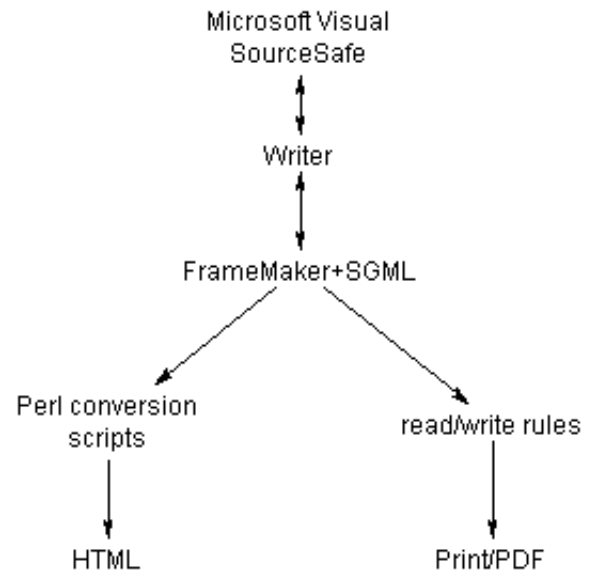 Microsoft Visual
SourceSafe
Writer
FrameMaker+SGML
Perl conversion
scripts
read/write rules
HTML
Print/PDF